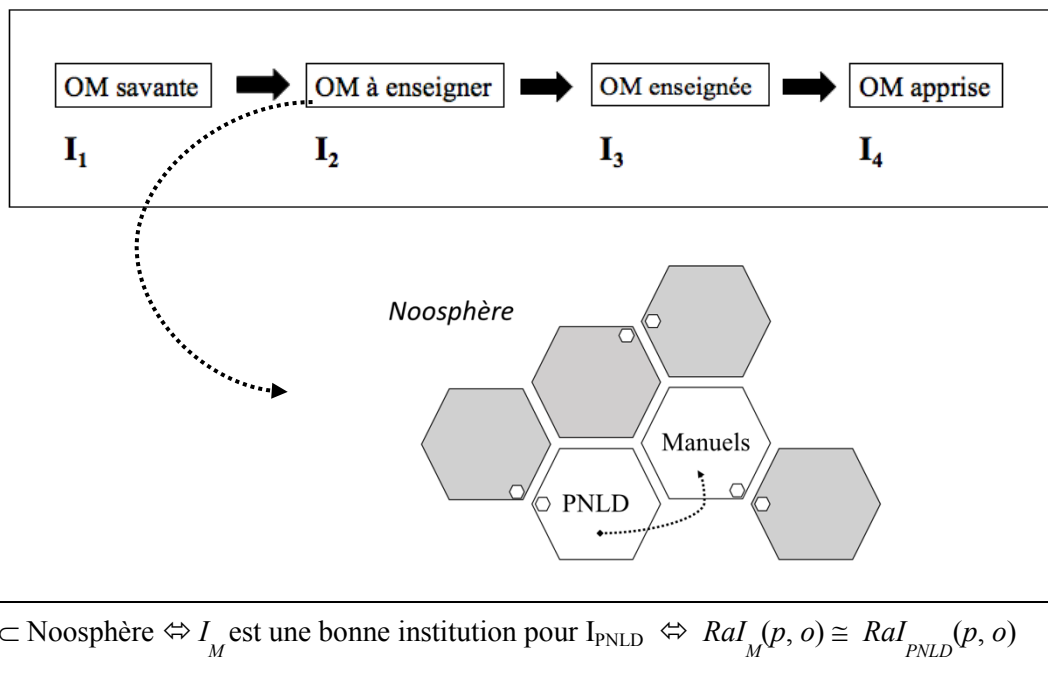 OM savante OM à enseigner OM enseignée OM apprise
I₁ I₂ I₃ I₄
Noosphère
Manuels
PNLD
⊂ Noosphère ⇔ I_M est une bonne institution pour I_PNLD ⇔ RaI_M(p, o) ≅ RaI_PNLD(p, o)